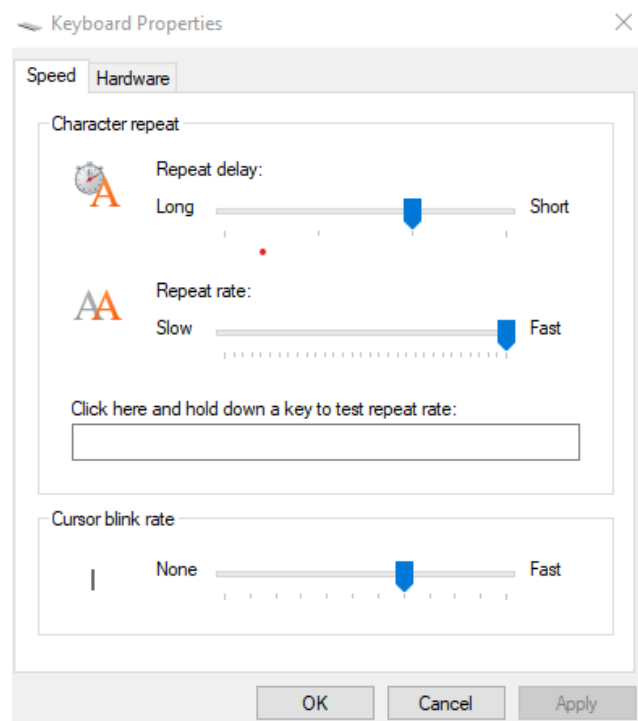 Keyboard Properties
Speed Hardware
Character repeat
Repeat delay:
Long Short
Repeat rate:
Slow Fast
Click here and hold down a key to test repeat rate:
Cursor blink rate
None Fast
OK Cancel Apply